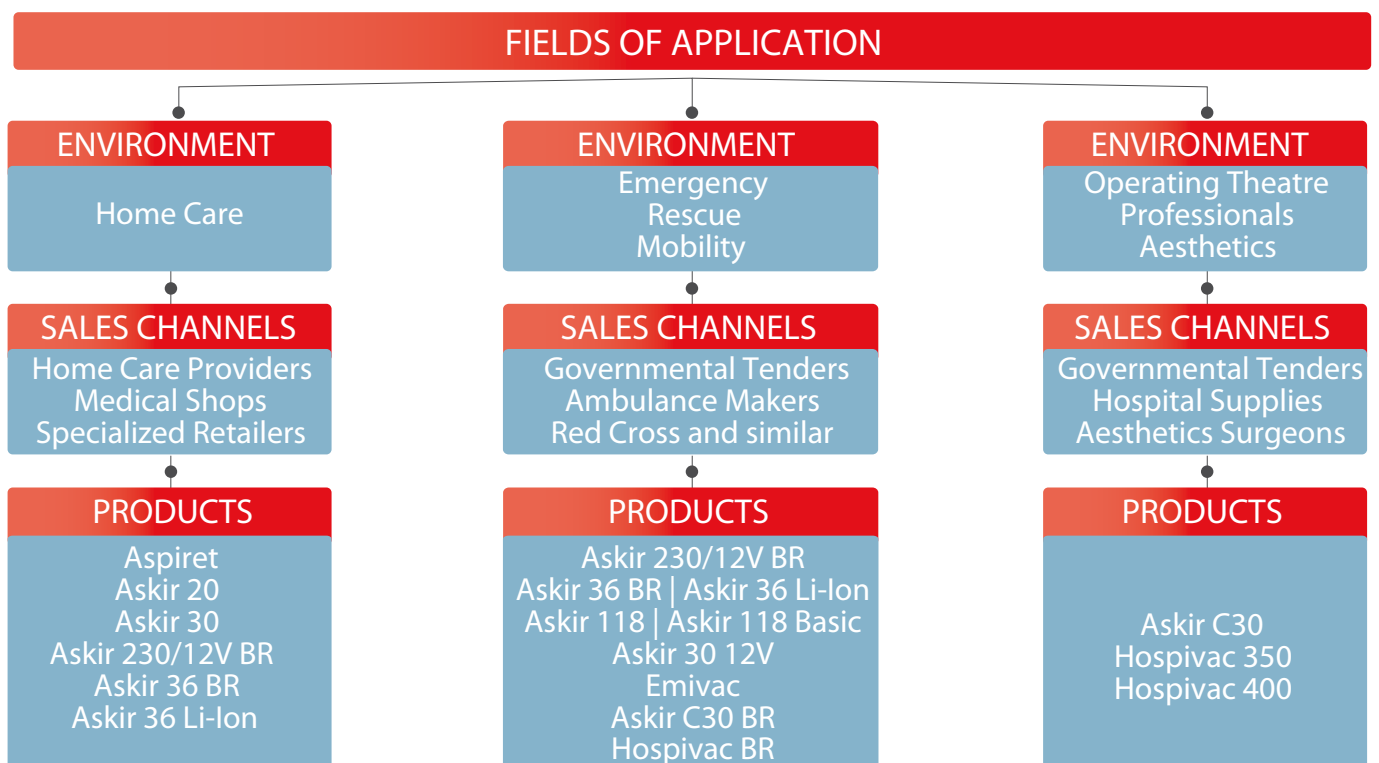 FIELDS OF APPLICATION
ENVIRONMENT
Home Care
SALES CHANNELS
Home Care Providers
Medical Shops
Specialized Retailers
PRODUCTS
Aspiret
Askir 20
Askir 30
Askir 230/12V BR
Askir 36 BR
Askir 36 Li-Ion
ENVIRONMENT
Emergency
Rescue
Mobility
SALES CHANNELS
Governmental Tenders
Ambulance Makers
Red Cross and similar
PRODUCTS
Askir 230/12V BR
Askir 36 BR | Askir 36 Li-Ion
Askir 118 | Askir 118 Basic
Askir 30 12V
Emivac
Askir C30 BR
Hospivac BR
ENVIRONMENT
Operating Theatre
Professionals
Aesthetics
SALES CHANNELS
Governmental Tenders
Hospital Supplies
Aesthetics Surgeons
PRODUCTS
Askir C30
Hospivac 350
Hospivac 400